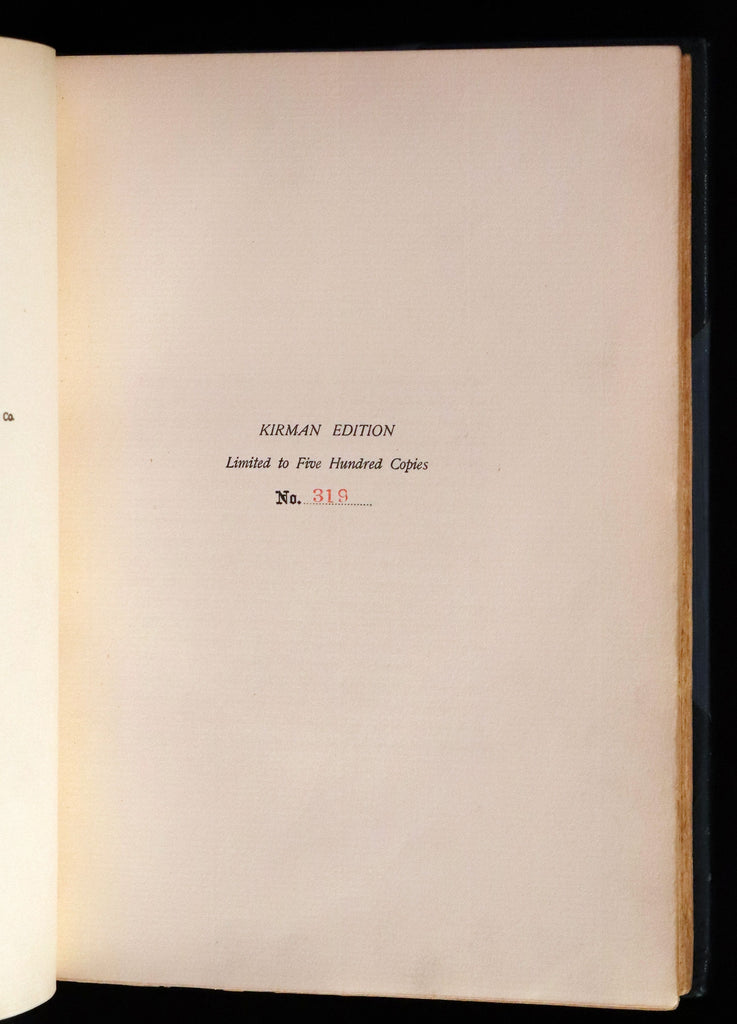 Co.
KIRMAN EDITION
Limited to Five Hundred Copies
No. 319